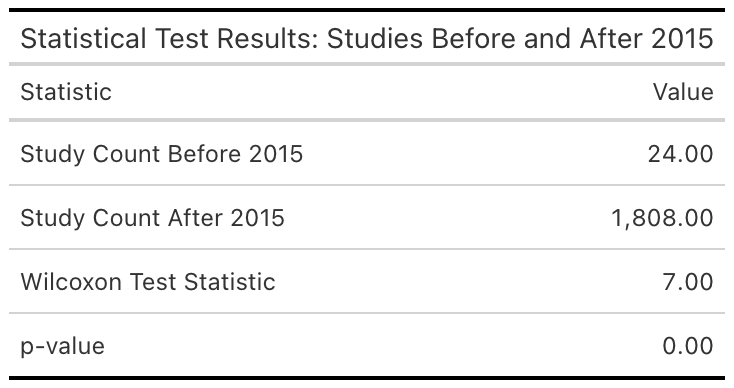 Statistical Test Results: Studies Before and After 2015
Statistic Value
Study Count Before 2015 24.00
Study Count After 2015 1,808.00
Wilcoxon Test Statistic 7.00
p-value 0.00